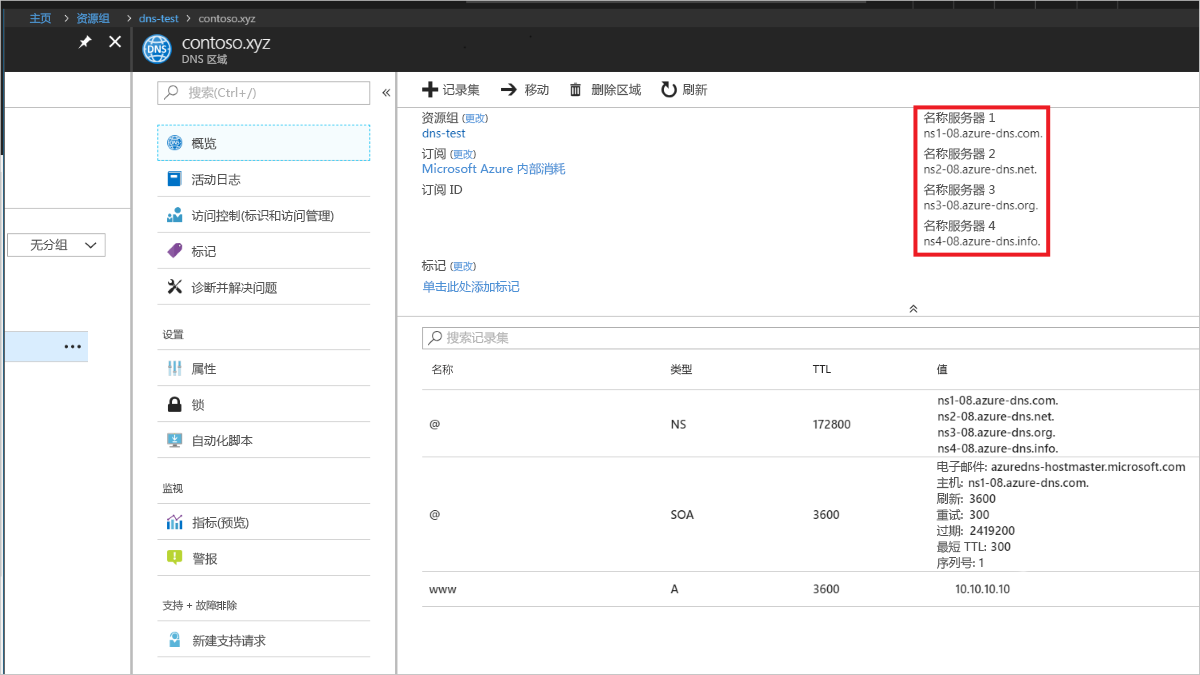 主页 > 资源组 > dns-test > contoso.xyz
DNS
contoso.xyz
DNS 区域
无分组
...
搜索(Ctrl+/)
概览
活动日志
访问控制(标识和访问管理)
标记
诊断并解决问题
设置
属性
锁
自动化脚本
监视
指标(预览)
警报
支持 + 故障排除
新建支持请求
记录集 移动 删除区域 刷新
资源组 (更改)
dns-test
订阅 (更改)
Microsoft Azure 内部消耗
订阅 ID
标记 (更改)
单击此处添加标记
名称服务器 1
ns1-08.azure-dns.com.
名称服务器 2
ns2-08.azure-dns.net.
名称服务器 3
ns3-08.azure-dns.org.
名称服务器 4
ns4-08.azure-dns.info.
搜索记录集
名称 类型 TTL 值
@ NS 172800 ns1-08.azure-dns.com.
ns2-08.azure-dns.net.
ns3-08.azure-dns.org.
ns4-08.azure-dns.info.
@ SOA 3600 电子邮件: azuredns-hostmaster.microsoft.com
主机: ns1-08.azure-dns.com.
刷新: 3600
重试: 300
过期: 2419200
最短 TTL: 300
序列号: 1
www A 3600 10.10.10.10